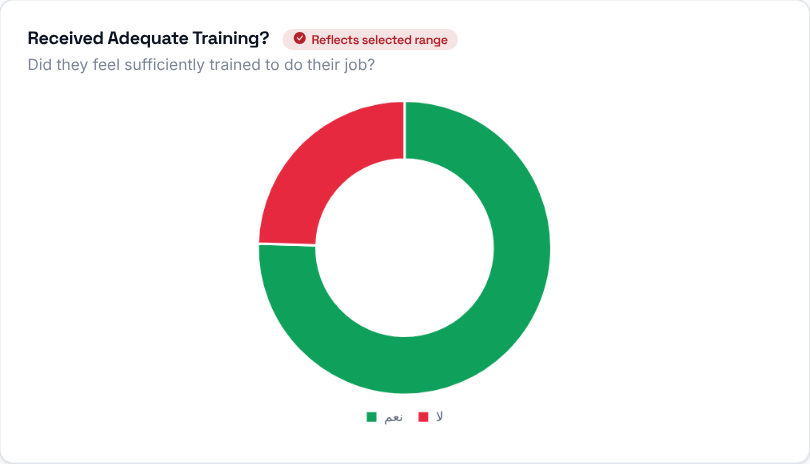 Received Adequate Training?
Reflects selected range
Did they feel sufficiently trained to do their job?
نعم
لا